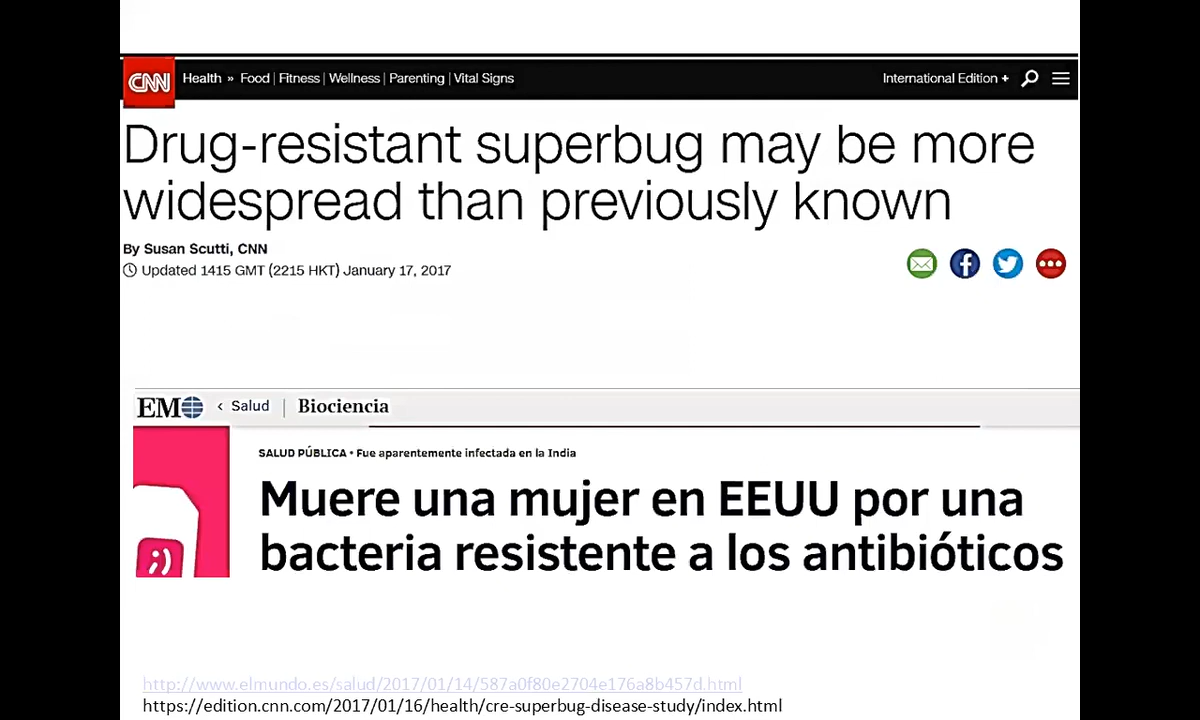 CNN Health » Food | Fitness | Wellness | Parenting | Vital Signs International Edition +
Drug-resistant superbug may be more
widespread than previously known
By Susan Scutti, CNN
Updated 1415 GMT (2215 HKT) January 17, 2017
EM ‹ Salud | Biociencia
SALUD PÚBLICA • Fue aparentemente infectada en la India
Muere una mujer en EEUU por una
bacteria resistente a los antibióticos
;)
http://www.elmundo.es/salud/2017/01/14/587a0f80e2704e176a8b457d.html
https://edition.cnn.com/2017/01/16/health/cre-superbug-disease-study/index.html